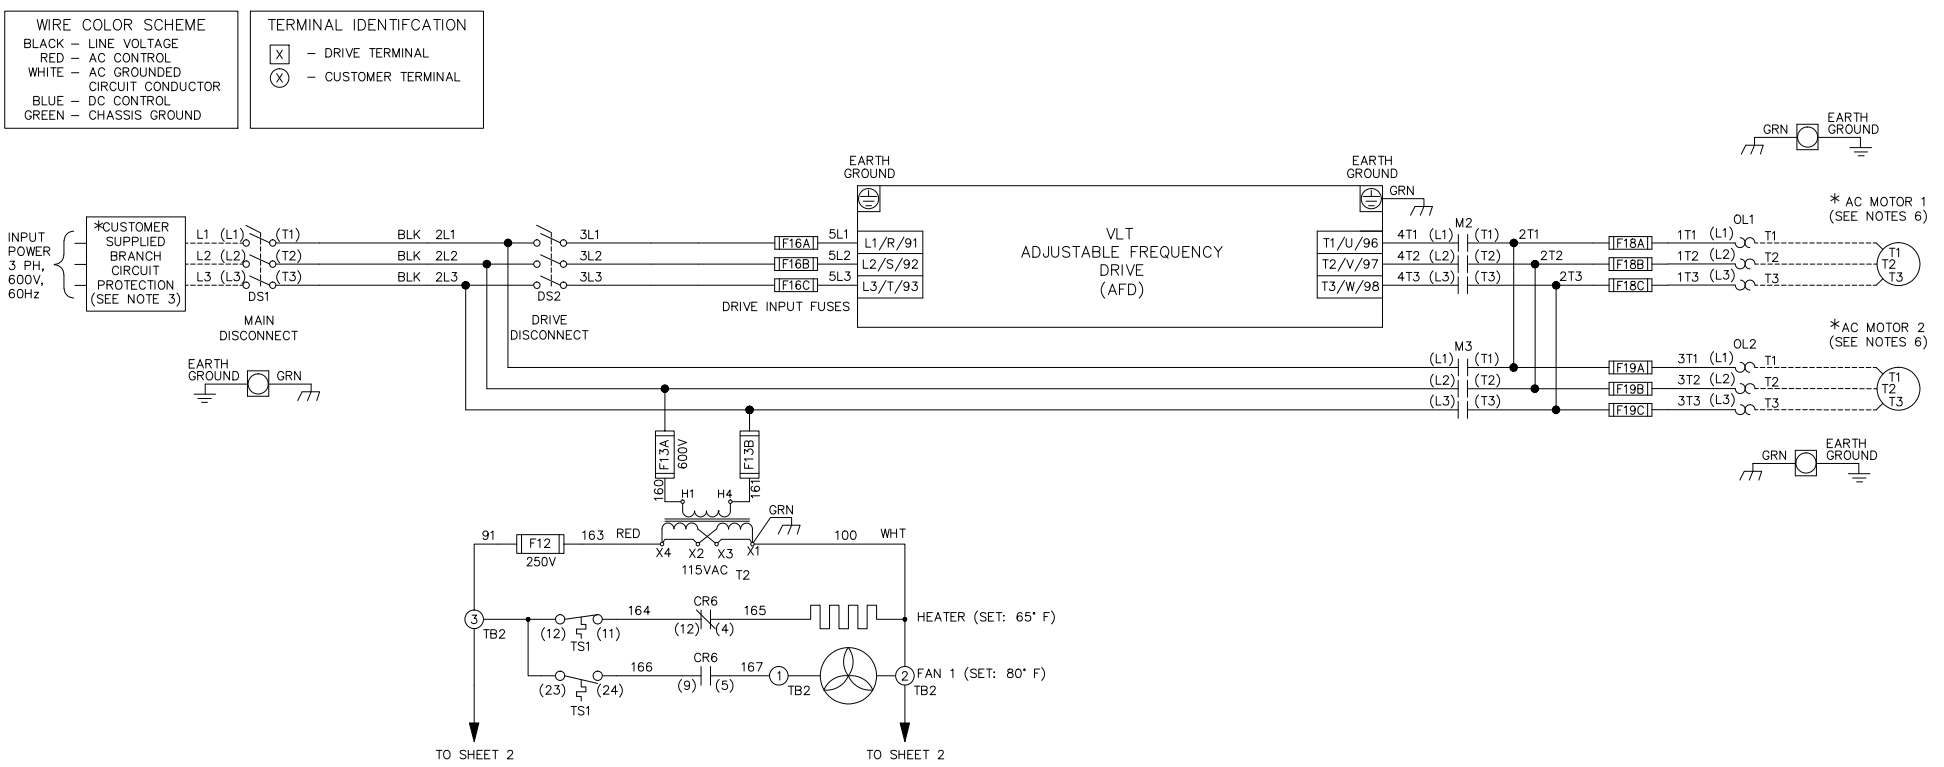 WIRE COLOR SCHEME
BLACK – LINE VOLTAGE
RED – AC CONTROL
WHITE – AC GROUNDED
CIRCUIT CONDUCTOR
BLUE – DC CONTROL
GREEN – CHASSIS GROUND
TERMINAL IDENTIFCATION
X – DRIVE TERMINAL
X – CUSTOMER TERMINAL
INPUT
POWER
3 PH,
600V,
60Hz
*CUSTOMER
SUPPLIED
BRANCH
CIRCUIT
PROTECTION
(SEE NOTE 3)
L1 (L1) (T1) BLK 2L1 3L1 F16A 5L1 L1/R/91
L2 (L2) (T2) BLK 2L2 3L2 F16B 5L2 L2/S/92
L3 (L3) (T3) BLK 2L3 3L3 F16C 5L3 L3/T/93
DS1
MAIN
DISCONNECT
DS2
DRIVE
DISCONNECT
DRIVE INPUT FUSES
EARTH
GROUND
GRN
EARTH
GROUND
VLT
ADJUSTABLE FREQUENCY
DRIVE
(AFD)
EARTH
GROUND
GRN
M2
T1/U/96 4T1 (L1) (T1) 2T1 F18A 1T1 (L1) T1
T2/V/97 4T2 (L2) (T2) 2T2 F18B 1T2 (L2) T2
T3/W/98 4T3 (L3) (T3) 2T3 F18C 1T3 (L3) T3
OL1
GRN
EARTH
GROUND
* AC MOTOR 1
(SEE NOTES 6)
T1
T2
T3
M3
(L1) (T1) F19A 3T1 (L1) T1
(L2) (T2) F19B 3T2 (L2) T2
(L3) (T3) F19C 3T3 (L3) T3
OL2
*AC MOTOR 2
(SEE NOTES 6)
T1
T2
T3
GRN
EARTH
GROUND
F13A
600V
F13B
160
161
H1 H4
GRN
91 F12 163 RED
250V
X4 X2 X3 X1
115VAC T2
100 WHT
3
TB2
(12) (11)
TS1
164
CR6
(12) (4)
165
HEATER (SET: 65° F)
(23) (24)
TS1
166
CR6
(9) (5)
167
1
TB2
2
TB2
FAN 1 (SET: 80° F)
TO SHEET 2
TO SHEET 2